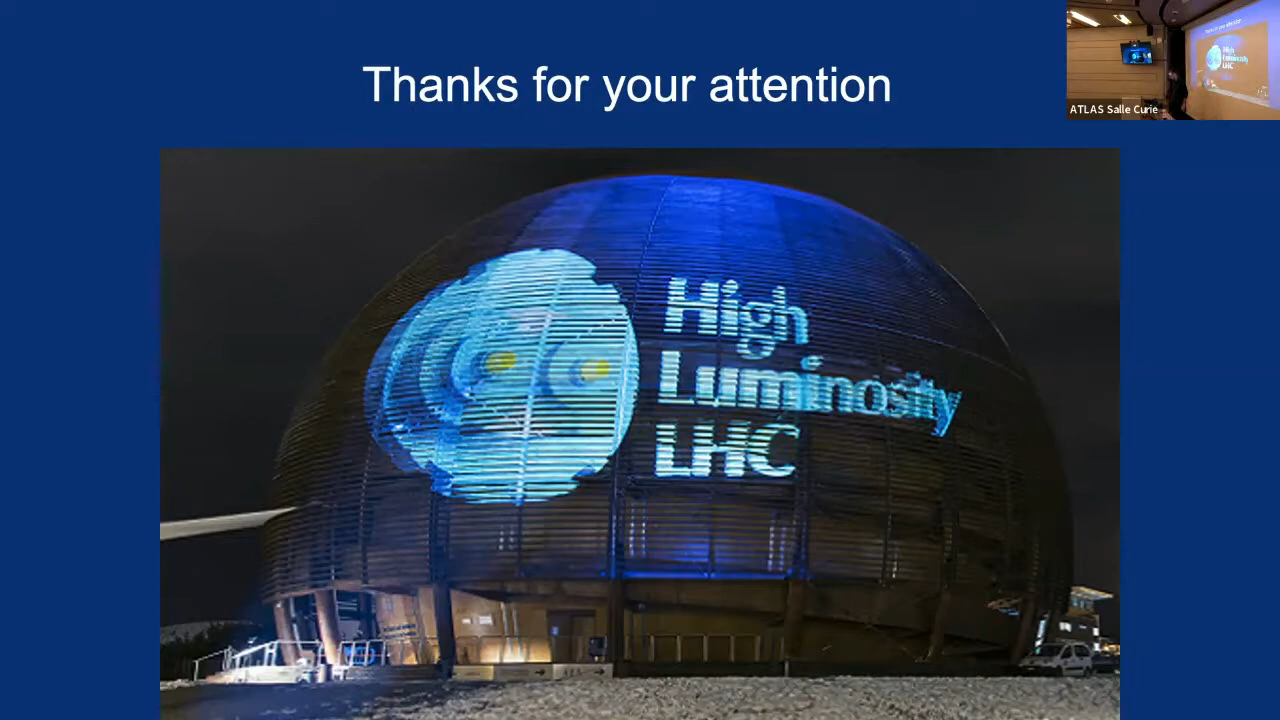 Thanks for your attention
High
Luminosity
LHC
ATLAS Salle Curie